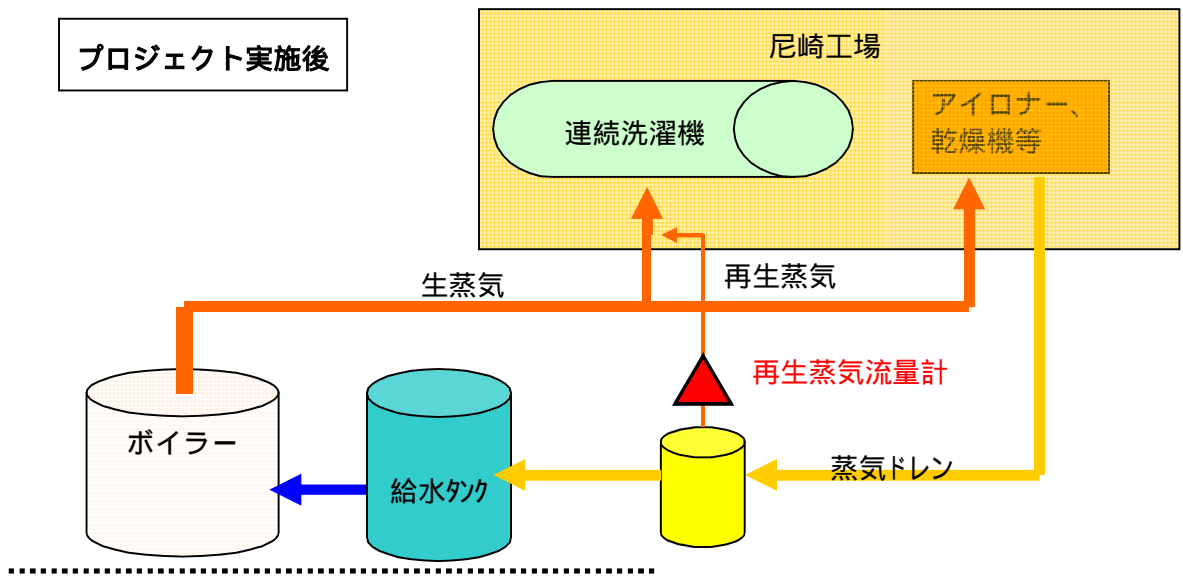 プロジェクト実施後
尼崎工場
連続洗濯機
アイロナー、
乾燥機等
生蒸気
再生蒸気
再生蒸気流量計
ボイラー
給水ﾀﾝｸ
蒸気ﾄﾞﾚﾝ